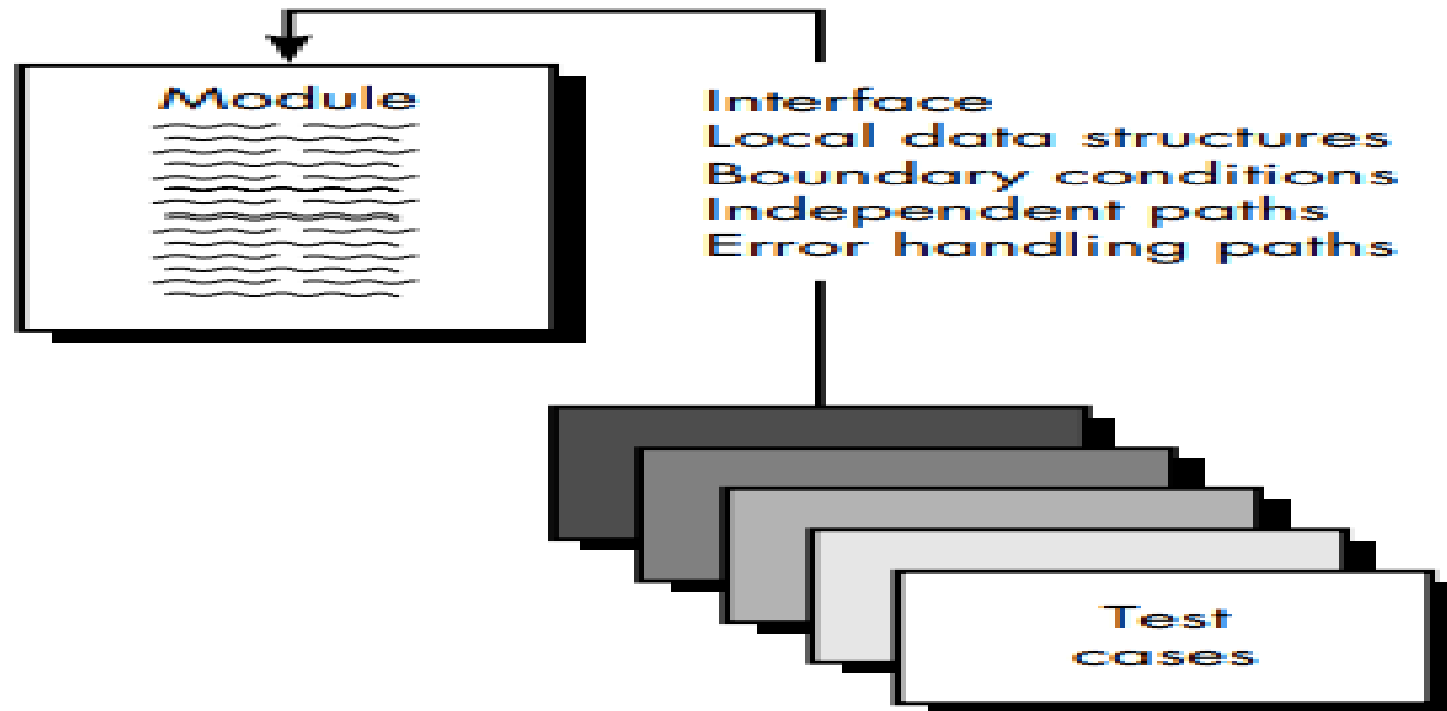 Module
Interface
Local data structures
Boundary conditions
Independent paths
Error handling paths
Test
cases